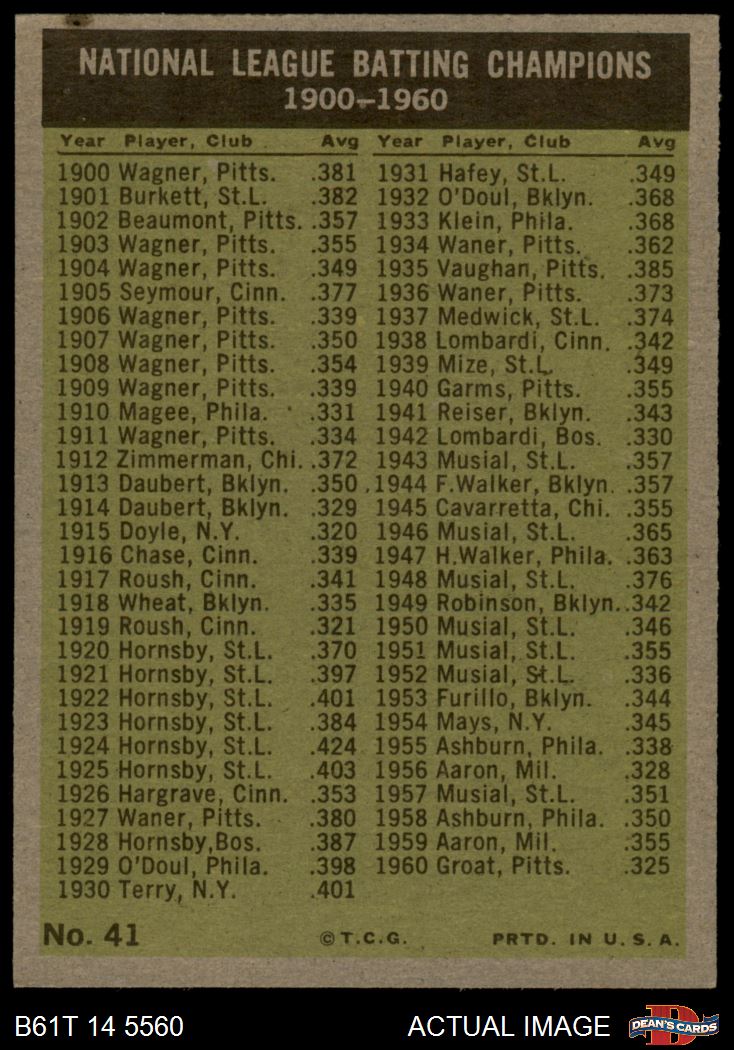 NATIONAL LEAGUE BATTING CHAMPIONS
1900-1960
Year Player, Club Avg
1900 Wagner, Pitts. .381
1901 Burkett, St.L. .382
1902 Beaumont, Pitts. .357
1903 Wagner, Pitts. .355
1904 Wagner, Pitts. .349
1905 Seymour, Cinn. .377
1906 Wagner, Pitts. .339
1907 Wagner, Pitts. .350
1908 Wagner, Pitts. .354
1909 Wagner, Pitts. .339
1910 Magee, Phila. .331
1911 Wagner, Pitts. .334
1912 Zimmerman, Chi. .372
1913 Daubert, Bklyn. .350
1914 Daubert, Bklyn. .329
1915 Doyle, N.Y. .320
1916 Chase, Cinn. .339
1917 Roush, Cinn. .341
1918 Wheat, Bklyn. .335
1919 Roush, Cinn. .321
1920 Hornsby, St.L. .370
1921 Hornsby, St.L. .397
1922 Hornsby, St.L. .401
1923 Hornsby, St.L. .384
1924 Hornsby, St.L. .424
1925 Hornsby, St.L. .403
1926 Hargrave, Cinn. .353
1927 Waner, Pitts. .380
1928 Hornsby,Bos. .387
1929 O'Doul, Phila. .398
1930 Terry, N.Y. .401
Year Player, Club Avg
1931 Hafey, St.L. .349
1932 O'Doul, Bklyn. .368
1933 Klein, Phila. .368
1934 Waner, Pitts. .362
1935 Vaughan, Pitts. .385
1936 Waner, Pitts. .373
1937 Medwick, St.L. .374
1938 Lombardi, Cinn. .342
1939 Mize, St.L. .349
1940 Garms, Pitts. .355
1941 Reiser, Bklyn. .343
1942 Lombardi, Bos. .330
1943 Musial, St.L. .357
1944 F.Walker, Bklyn. .357
1945 Cavarretta, Chi. .355
1946 Musial, St.L. .365
1947 H.Walker, Phila. .363
1948 Musial, St.L. .376
1949 Robinson, Bklyn. .342
1950 Musial, St.L. .346
1951 Musial, St.L. .355
1952 Musial, St.L. .336
1953 Furillo, Bklyn. .344
1954 Mays, N.Y. .345
1955 Ashburn, Phila. .338
1956 Aaron, Mil. .328
1957 Musial, St.L. .351
1958 Ashburn, Phila. .350
1959 Aaron, Mil. .355
1960 Groat, Pitts. .325
No. 41 © T.C.G. PRTD. IN U.S.A.
B61T 14 5560 ACTUAL IMAGE DEAN'S CARDS